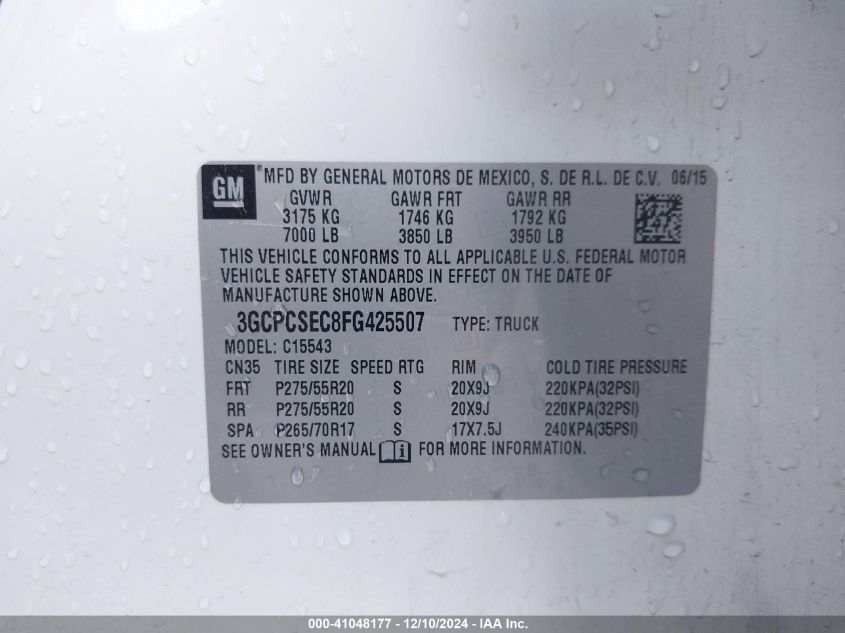 GM ® MFD BY GENERAL MOTORS DE MEXICO, S. DE R.L. DE C.V. 06/15
GVWR GAWR FRT GAWR RR
3175 KG 1746 KG 1792 KG
7000 LB 3850 LB 3950 LB
THIS VEHICLE CONFORMS TO ALL APPLICABLE U.S. FEDERAL MOTOR
VEHICLE SAFETY STANDARDS IN EFFECT ON THE DATE OF
MANUFACTURE SHOWN ABOVE.
3GCPCSEC8FG425507 TYPE: TRUCK
MODEL: C15543
CN35 TIRE SIZE SPEED RTG RIM COLD TIRE PRESSURE
FRT P275/55R20 S 20X9J 220KPA(32PSI)
RR P275/55R20 S 20X9J 220KPA(32PSI)
SPA P265/70R17 S 17X7.5J 240KPA(35PSI)
SEE OWNER'S MANUAL FOR MORE INFORMATION.
000-41048177 - 12/10/2024 - IAA Inc.